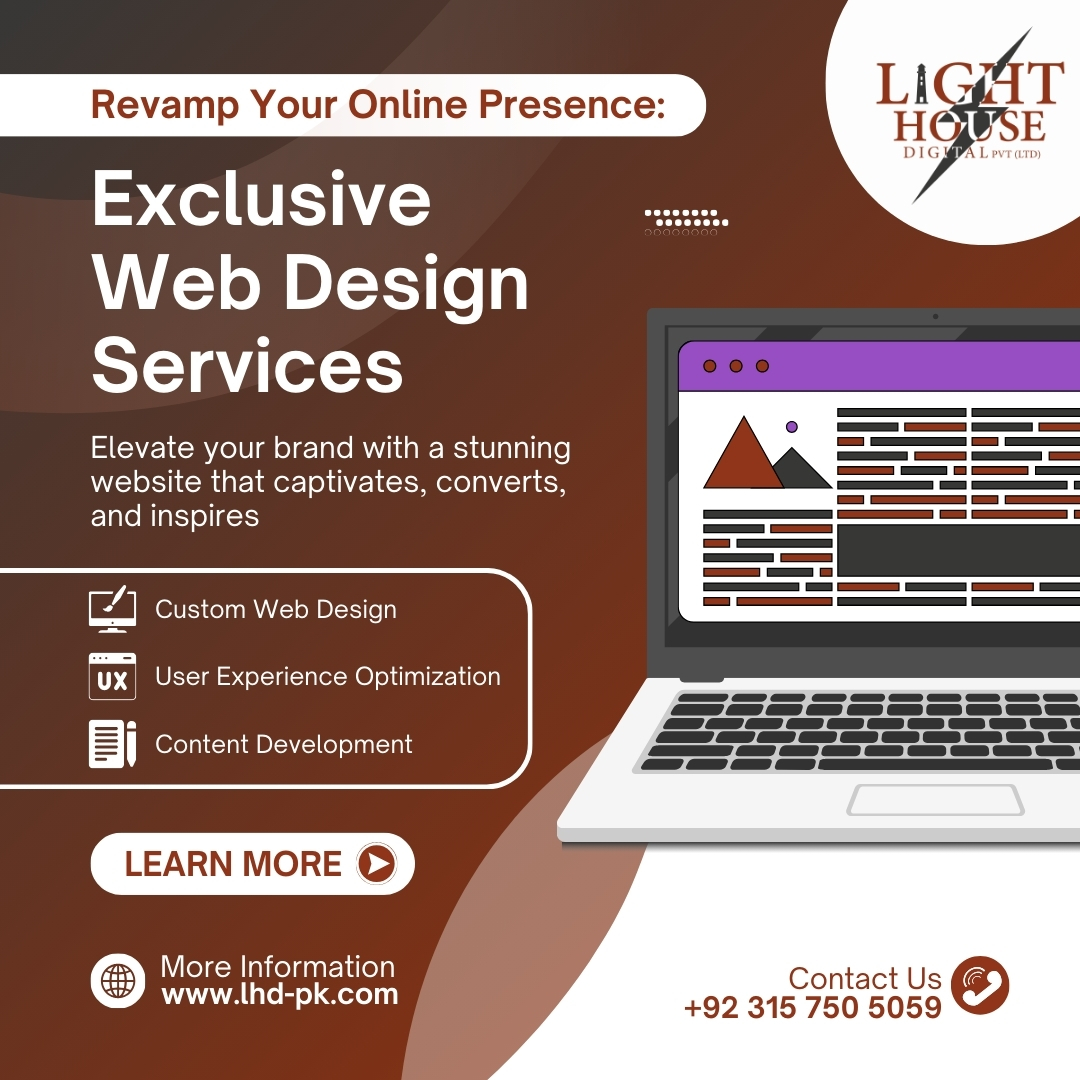 Revamp Your Online Presence:
LIGHT
HOUSE
DIGITAL PVT (LTD)
Exclusive
Web Design
Services
Elevate your brand with a stunning
website that captivates, converts,
and inspires
Custom Web Design
UX
User Experience Optimization
Content Development
LEARN MORE
More Information
www.lhd-pk.com
Contact Us
+92 315 750 5059